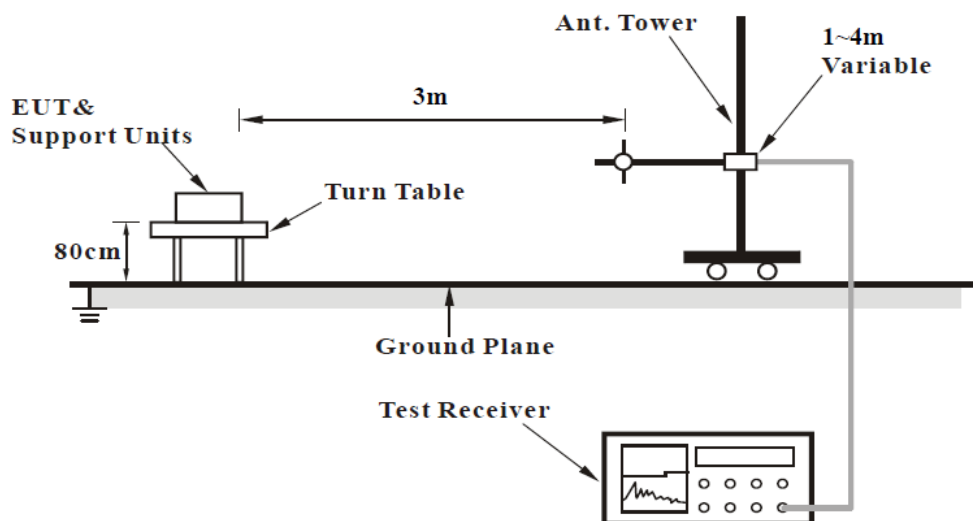 Ant. Tower
1~4m
Variable
3m
EUT&
Support Units
Turn Table
80cm
Ground Plane
Test Receiver